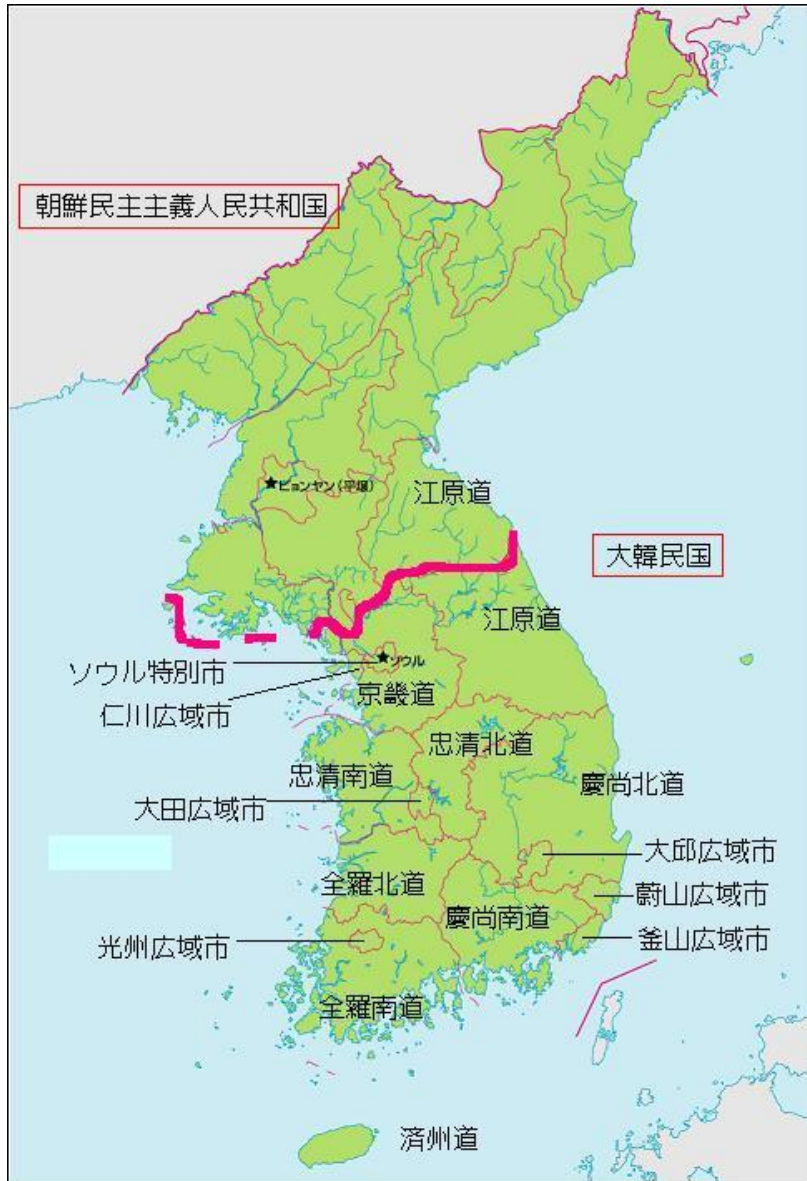 朝鮮民主主義人民共和国
ピョンヤン(平壌)
江原道
大韓民国
江原道
ソウル特別市
ソウル
仁川広域市
京畿道
忠清北道
忠清南道
慶尚北道
大田広域市
大邱広域市
全羅北道
蔚山広域市
慶尚南道
光州広域市
釜山広域市
全羅南道
済州道